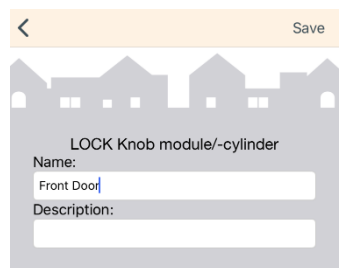 Save
LOCK Knob module/-cylinder
Name:
Front Door
Description: